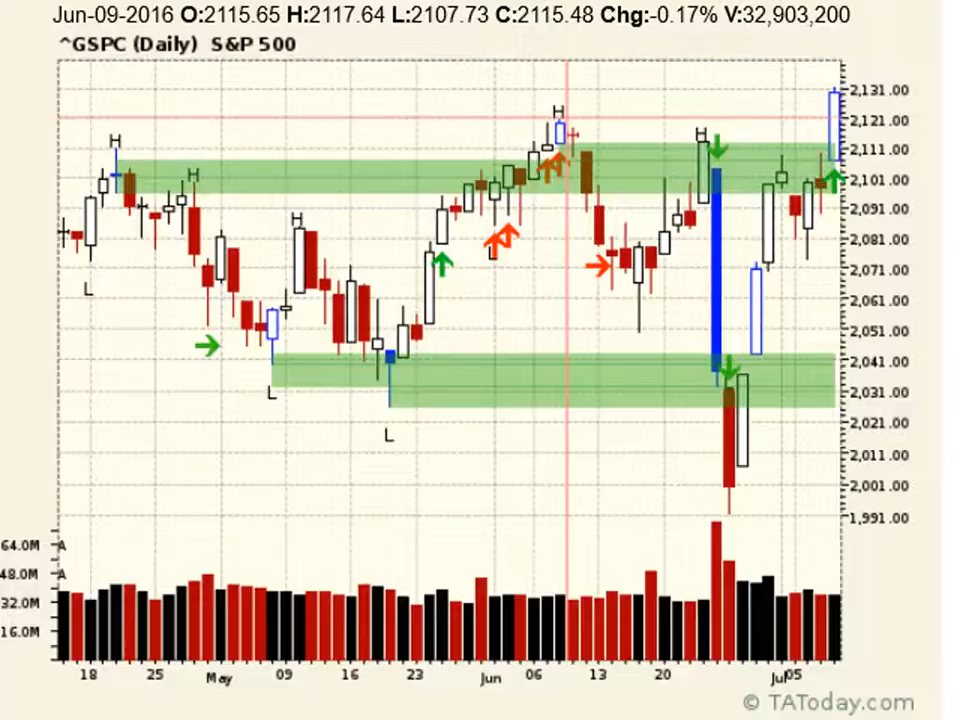 Jun-09-2016 O:2115.65 H:2117.64 L:2107.73 C:2115.48 Chg:-0.17% V:32,903,200
^GSPC (Daily) S&P 500
2,131.00
H
2,121.00
H
H
2,111.00
H
2,101.00
2,091.00
H
2,081.00
L
2,071.00
L
2,061.00
2,051.00
2,041.00
L
2,031.00
2,021.00
L
2,011.00
2,001.00
1,991.00
64.0M A
48.0M A
32.0M
16.0M
18 25 May 09 16 23 Jun 06 13 20 Jul 05
© TAToday.com